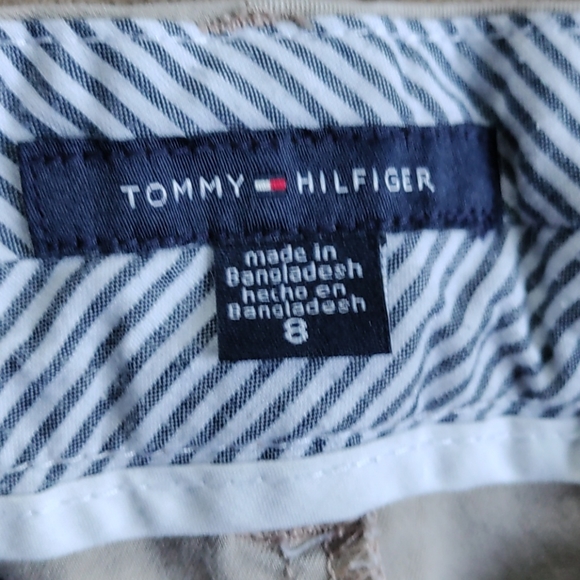 TOMMY HILFIGER
made in
Bangladesh
hecho en
Bangladesh
8